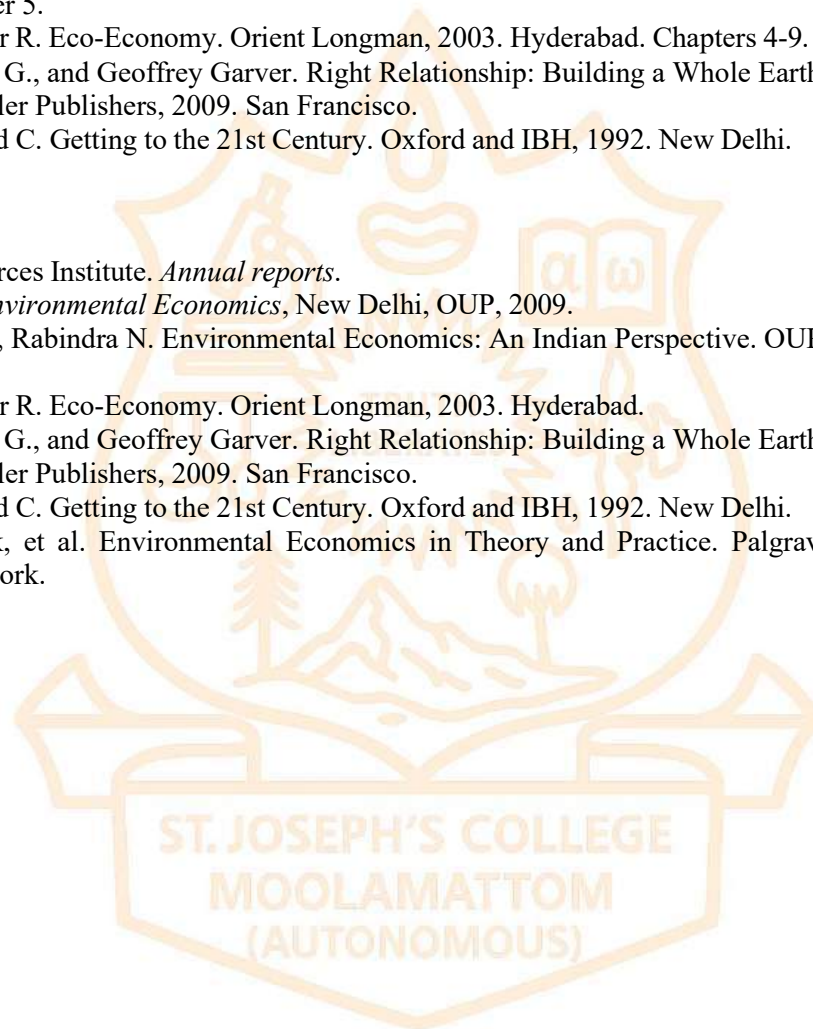 er 5.
r R. Eco-Economy. Orient Longman, 2003. Hyderabad. Chapters 4-9.
G., and Geoffrey Garver. Right Relationship: Building a Whole Earth
ler Publishers, 2009. San Francisco.
d C. Getting to the 21st Century. Oxford and IBH, 1992. New Delhi.
rces Institute. Annual reports.
nvironmental Economics, New Delhi, OUP, 2009.
, Rabindra N. Environmental Economics: An Indian Perspective. OUP
r R. Eco-Economy. Orient Longman, 2003. Hyderabad.
G., and Geoffrey Garver. Right Relationship: Building a Whole Earth
ler Publishers, 2009. San Francisco.
d C. Getting to the 21st Century. Oxford and IBH, 1992. New Delhi.
k, et al. Environmental Economics in Theory and Practice. Palgrav
ork.
α ω
ST. JOSEPH'S COLLEGE
MOOLAMATTOM
(AUTONOMOUS)